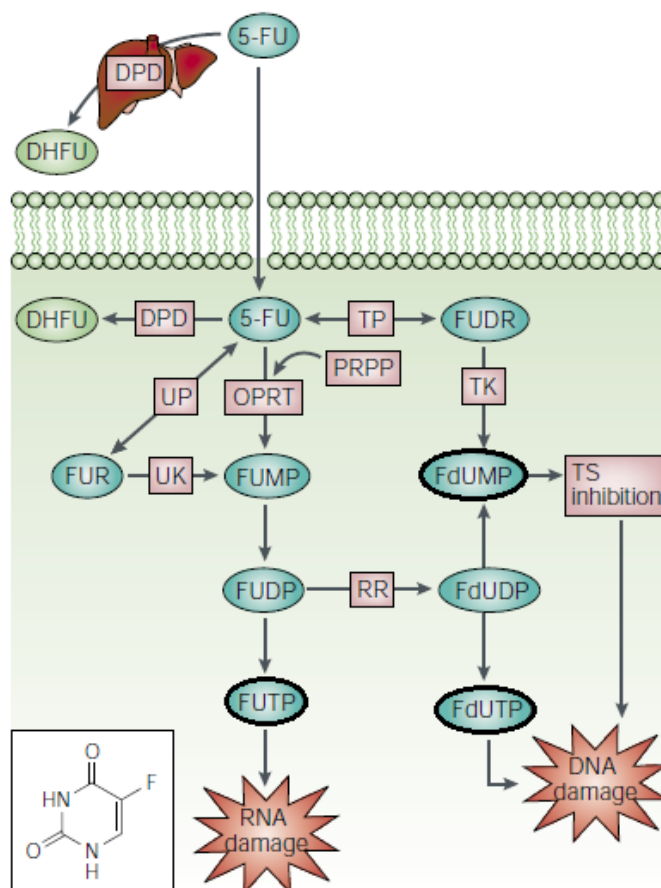 5-FU
DPD
DHFU
DHFU
DPD
5-FU
TP
FUDR
UP
OPRT
PRPP
TK
FUR
UK
FUMP
FdUMP
TS
inhibition
FUDP
RR
FdUDP
FUTP
FdUTP
O
F
HN
O
N
H
RNA
damage
DNA
damage